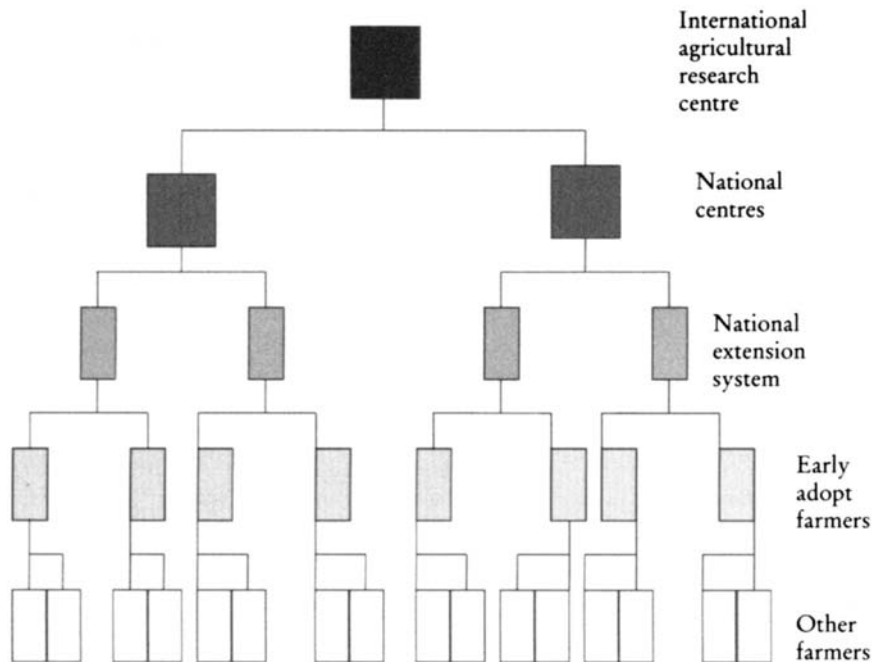 International
agricultural
research
centre
National
centres
National
extension
system
Early
adopt
farmers
Other
farmers